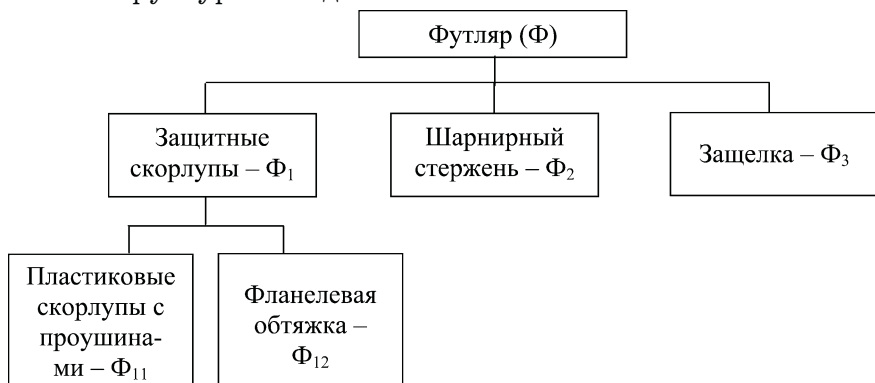 Футляр (Ф)
Защитные
скорлупы – Ф₁
Шарнирный
стержень – Ф₂
Защелка – Ф₃
Пластиковые
скорлупы с
проушина-
ми – Ф₁₁
Фланелевая
обтяжка –
Ф₁₂